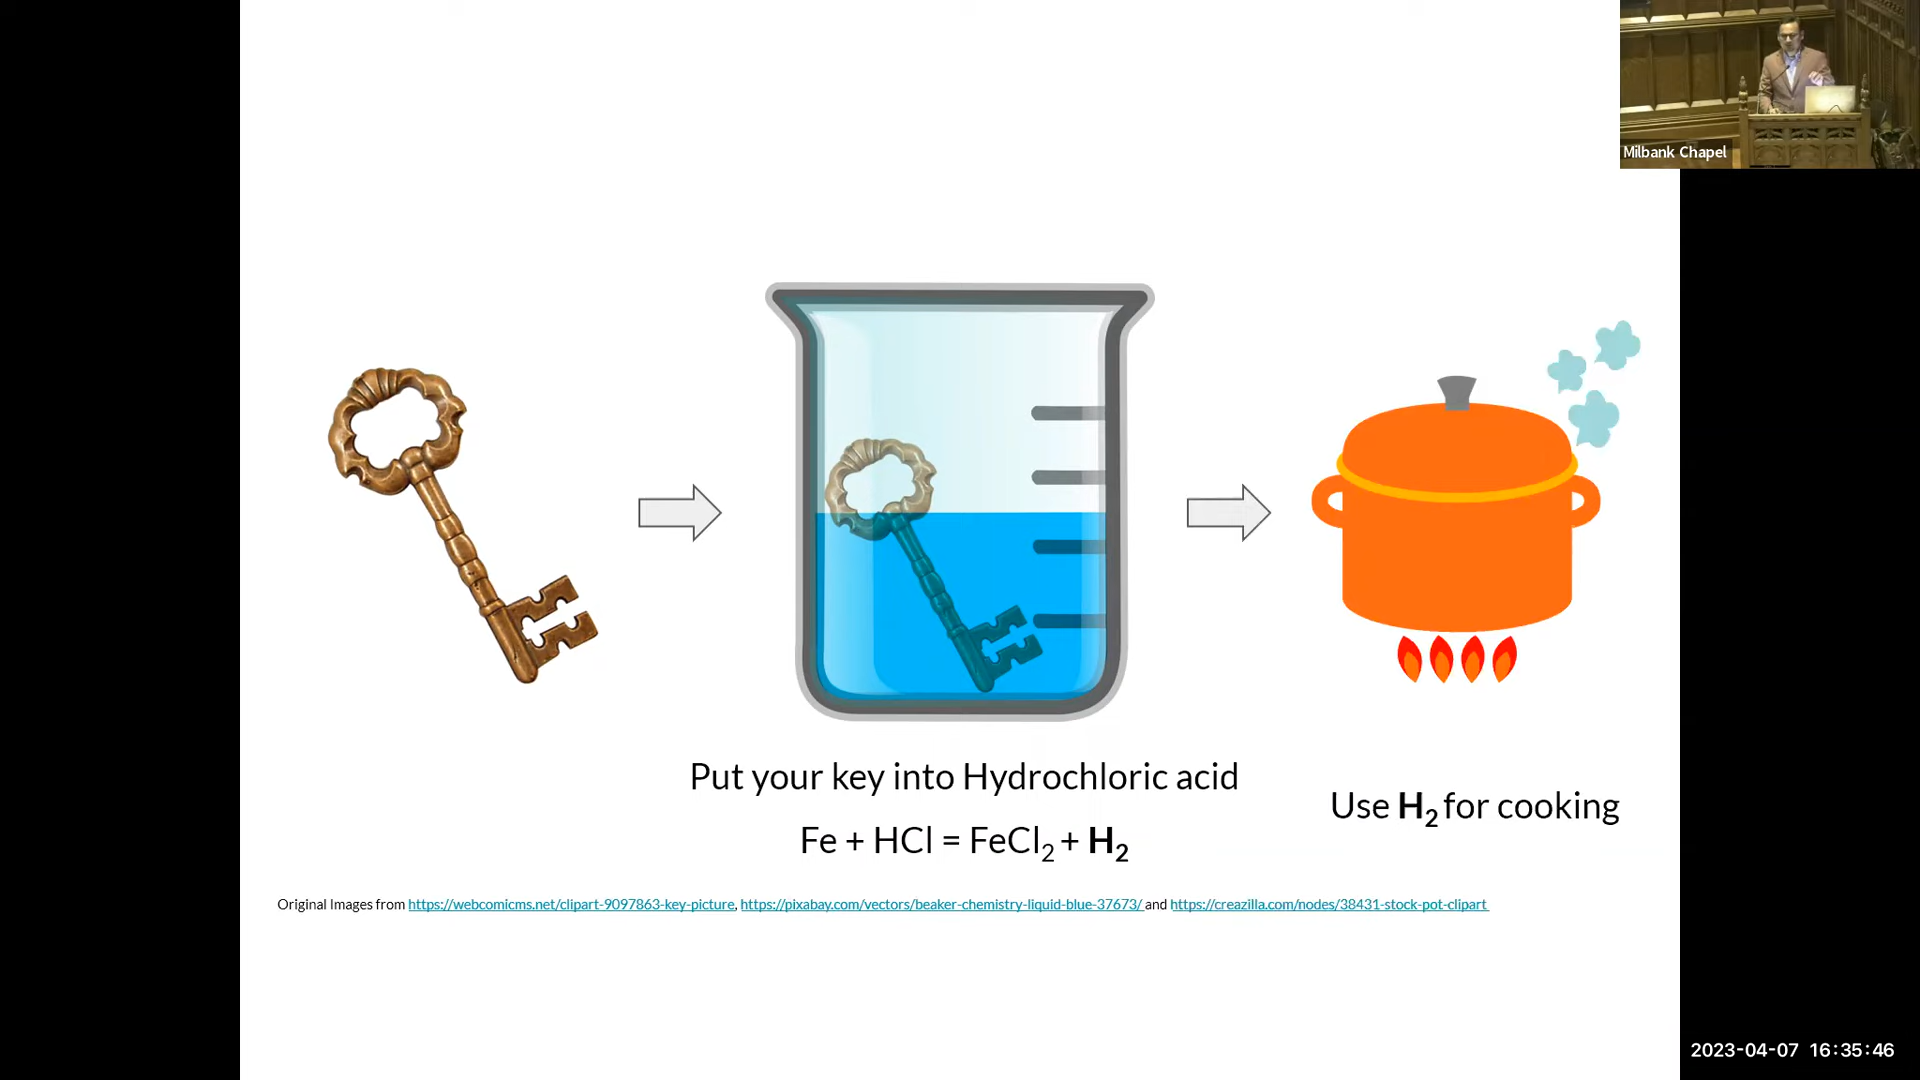 Milbank Chapel
Put your key into Hydrochloric acid
Use H₂ for cooking
Fe + HCl = FeCl₂ + H₂
Original Images from https://webcomicms.net/clipart-9097863-key-picture, https://pixabay.com/vectors/beaker-chemistry-liquid-blue-37673/ and https://creazilla.com/nodes/38431-stock-pot-clipart
2023-04-07 16:35:46